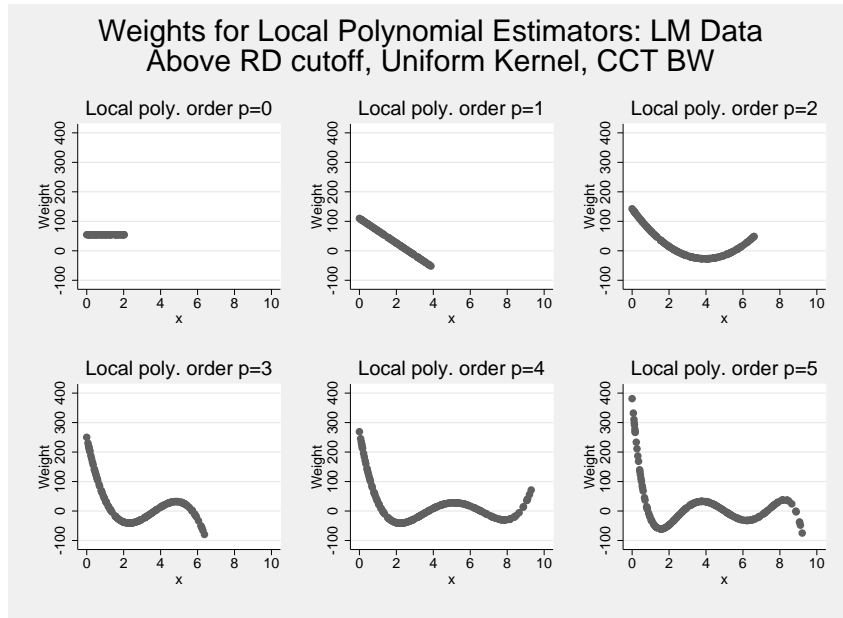 Weights for Local Polynomial Estimators: LM Data
Above RD cutoff, Uniform Kernel, CCT BW
Local poly. order p=0
Weight
-100 0 100 200 300 400
0 2 4 6 8 10
x
Local poly. order p=1
Weight
-100 0 100 200 300 400
0 2 4 6 8 10
x
Local poly. order p=2
Weight
-100 0 100 200 300 400
0 2 4 6 8 10
x
Local poly. order p=3
Weight
-100 0 100 200 300 400
0 2 4 6 8 10
x
Local poly. order p=4
Weight
-100 0 100 200 300 400
0 2 4 6 8 10
x
Local poly. order p=5
Weight
-100 0 100 200 300 400
0 2 4 6 8 10
x